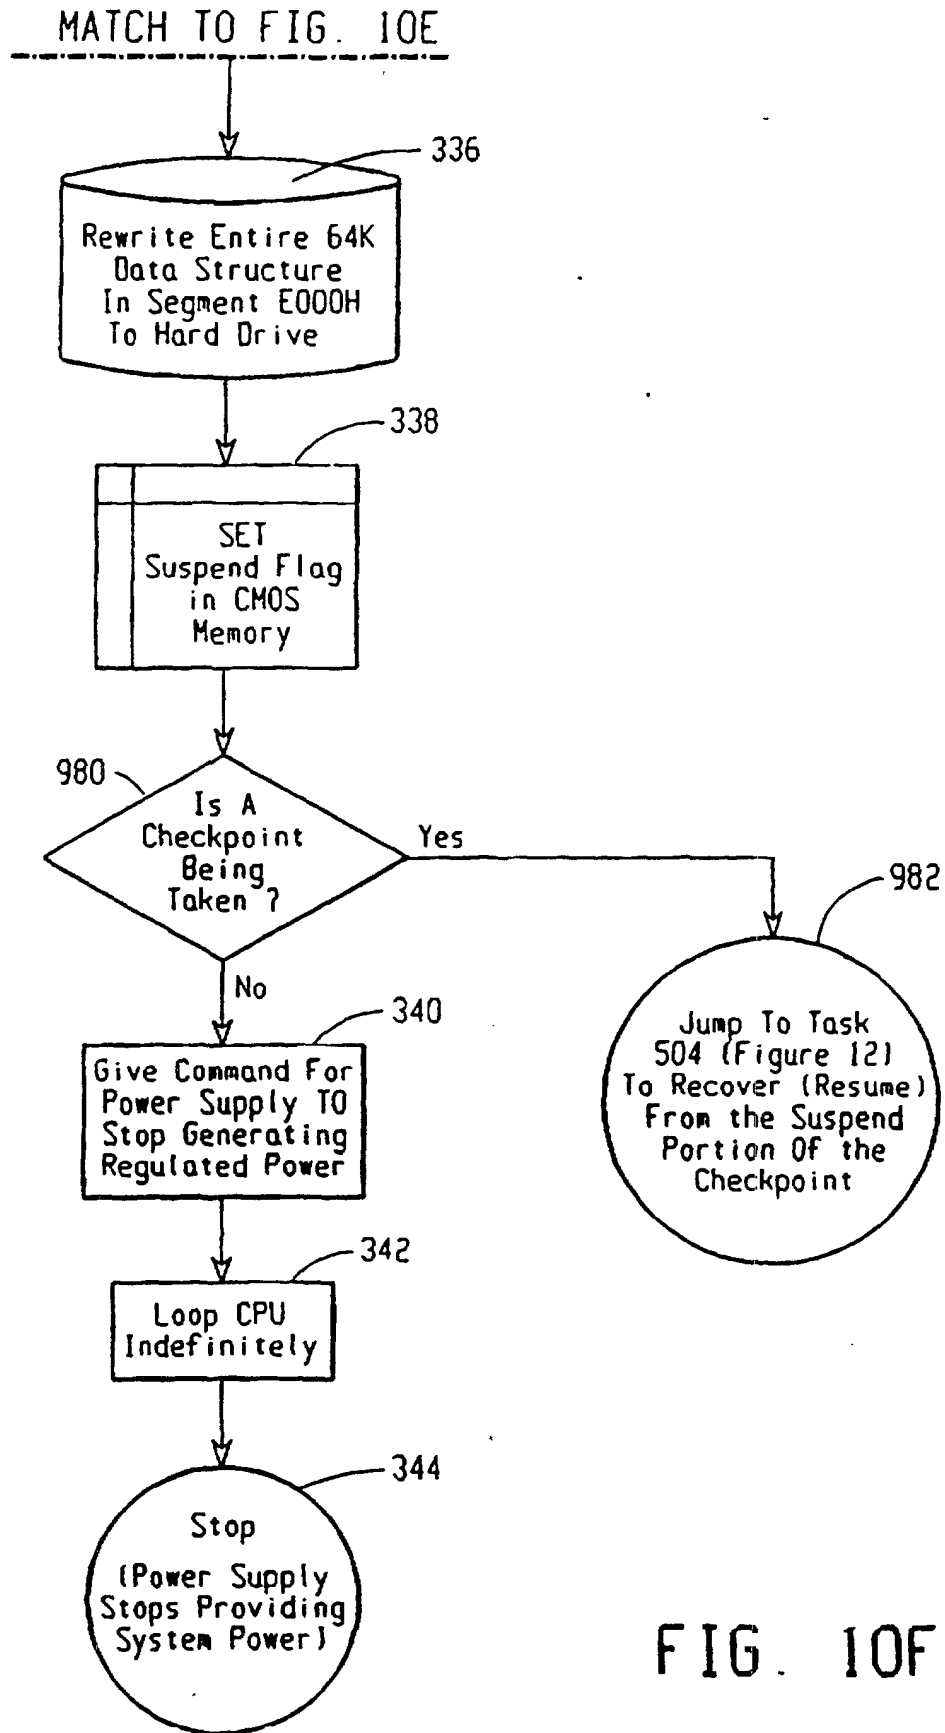 MATCH TO FIG. 10E
336
Rewrite Entire 64K
Data Structure
In Segment E000H
To Hard Drive
338
SET
Suspend Flag
in CMOS
Memory
980
Is A
Checkpoint
Being
Taken ?
Yes
No
982
Jump To Task
504 (Figure 12)
To Recover (Resume)
From the Suspend
Portion Of the
Checkpoint
340
Give Command For
Power Supply TO
Stop Generating
Regulated Power
342
Loop CPU
Indefinitely
344
Stop
(Power Supply
Stops Providing
System Power)
FIG. 10F